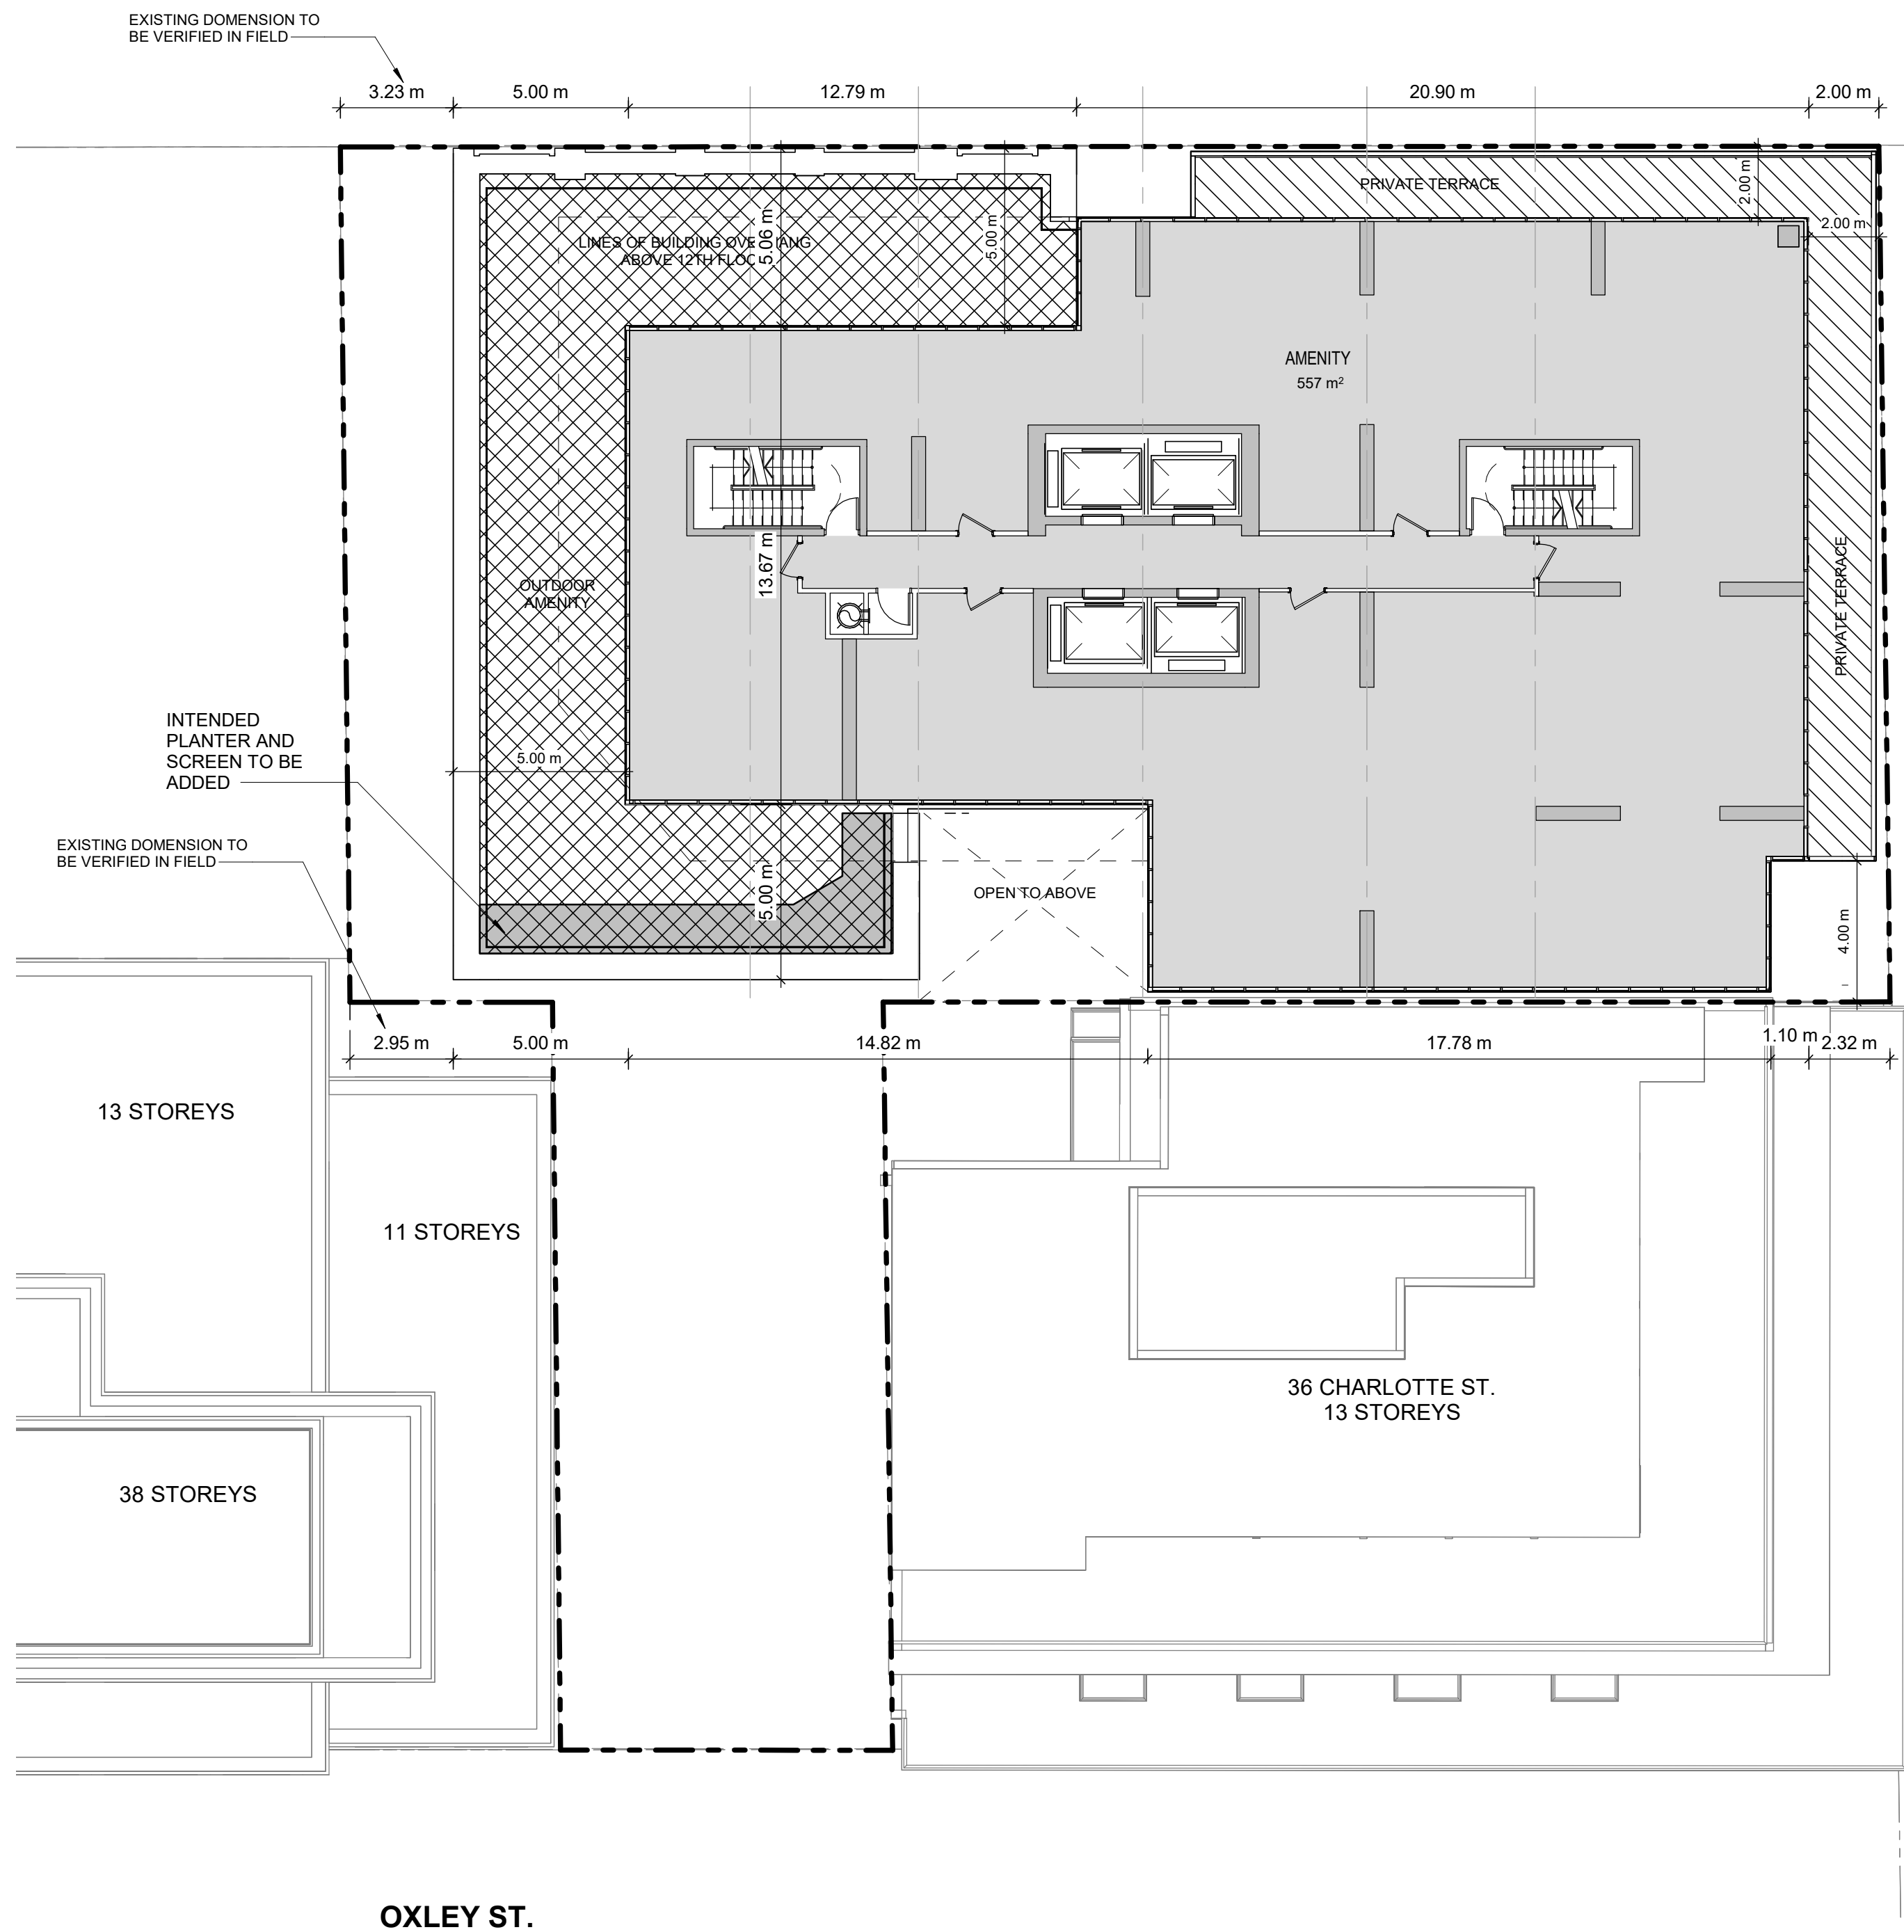 EXISTING DOMENSION TO
BE VERIFIED IN FIELD
3.23 m
5.00 m
12.79 m
20.90 m
2.00 m
PRIVATE TERRACE
2.00 m
2.00 m
5.06 m
5.00 m
LINES OF BUILDING OVE ANG
ABOVE 12TH FLOO
AMENITY
557 m²
13.67 m
OUTDOOR
AMENITY
PRIVATE TERRACE
INTENDED
PLANTER AND
SCREEN TO BE
ADDED
5.00 m
EXISTING DOMENSION TO
BE VERIFIED IN FIELD
5.00 m
OPEN TO ABOVE
4.00 m
2.95 m
5.00 m
14.82 m
17.78 m
1.10 m
2.32 m
13 STOREYS
11 STOREYS
36 CHARLOTTE ST.
13 STOREYS
38 STOREYS
OXLEY ST.